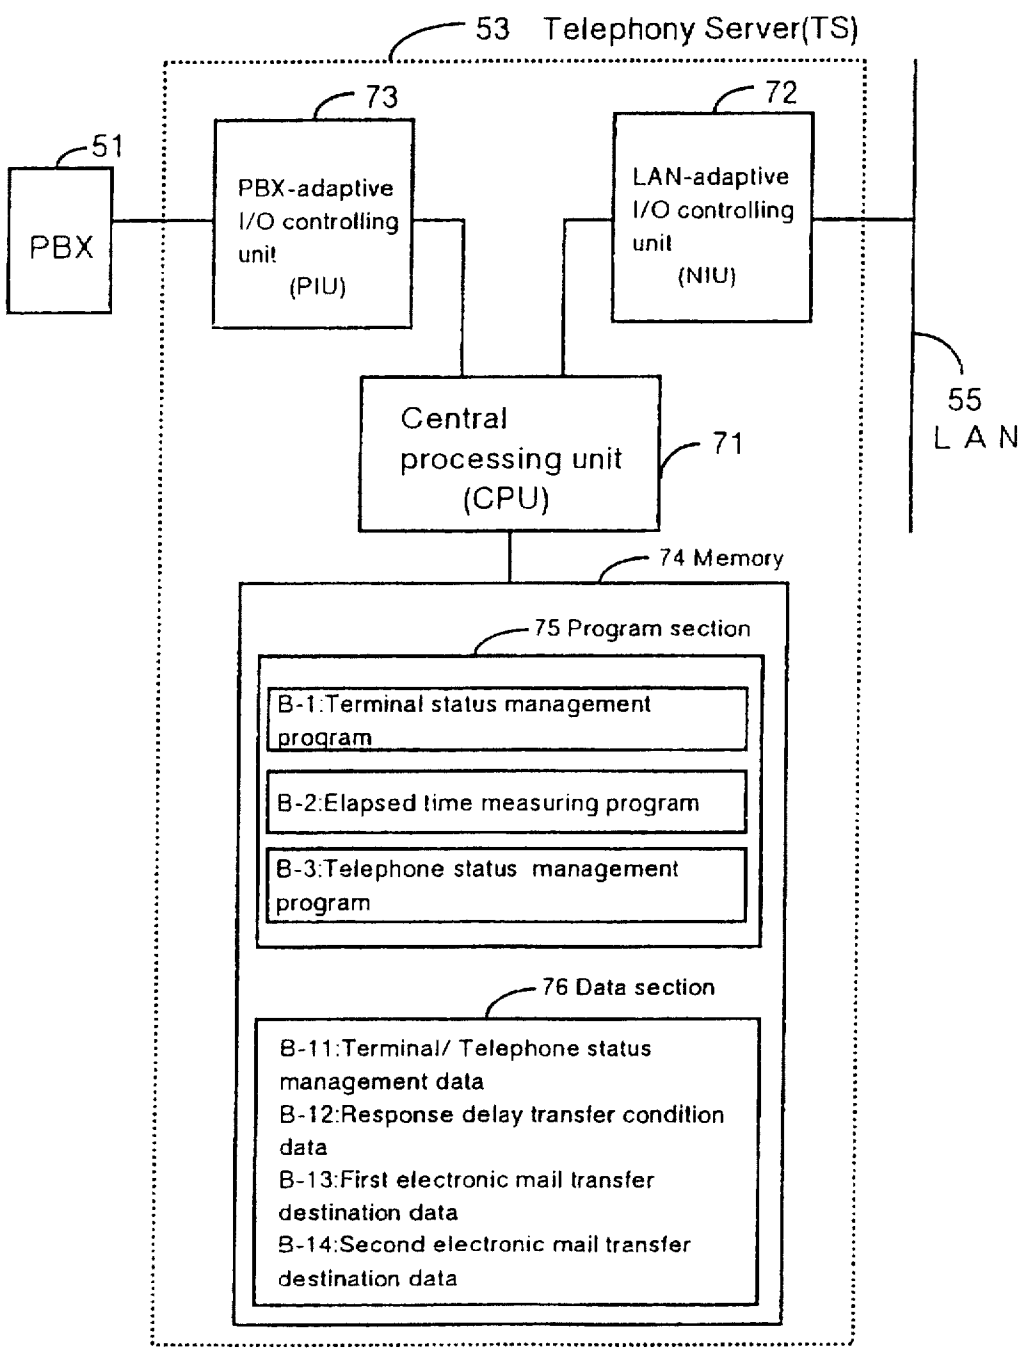 53 Telephony Server(TS)
73
72
51
PBX-adaptive
I/O controlling
unit
(PIU)
LAN-adaptive
I/O controlling
unit
(NIU)
PBX
55
LAN
Central
processing unit
(CPU)
71
74 Memory
75 Program section
B-1:Terminal status management
program
B-2:Elapsed time measuring program
B-3:Telephone status management
program
76 Data section
B-11:Terminal/ Telephone status
management data
B-12:Response delay transfer condition
data
B-13:First electronic mail transfer
destination data
B-14:Second electronic mail transfer
destination data